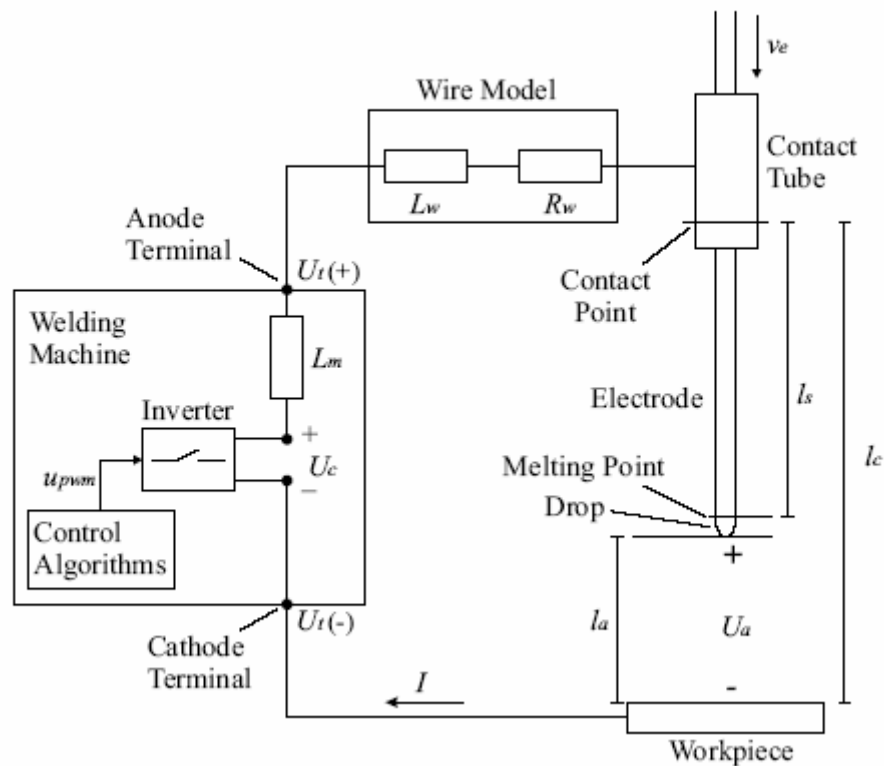 ve
Wire Model
Contact
Tube
Lw
Rw
Anode
Terminal
Ut(+)
Contact
Point
Welding
Machine
Lm
Inverter
Electrode
ls
+
Uc
–
lc
upwm
Melting Point
Drop
Control
Algorithms
+
Ut(-)
la
Ua
Cathode
Terminal
I
-
Workpiece